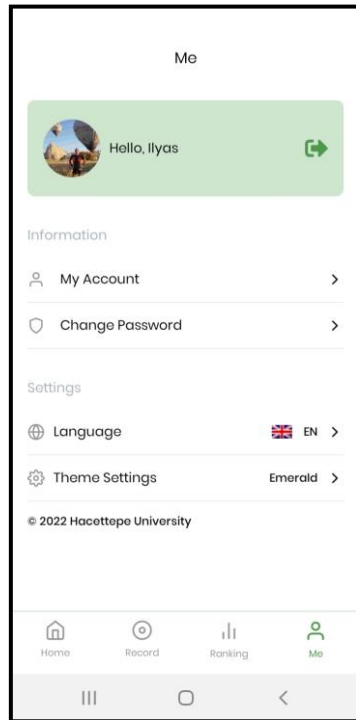 Me
Hello, Ilyas
Information
My Account
Change Password
Settings
Language EN
Theme Settings Emerald
© 2022 Hacettepe University
Home Record Ranking Me